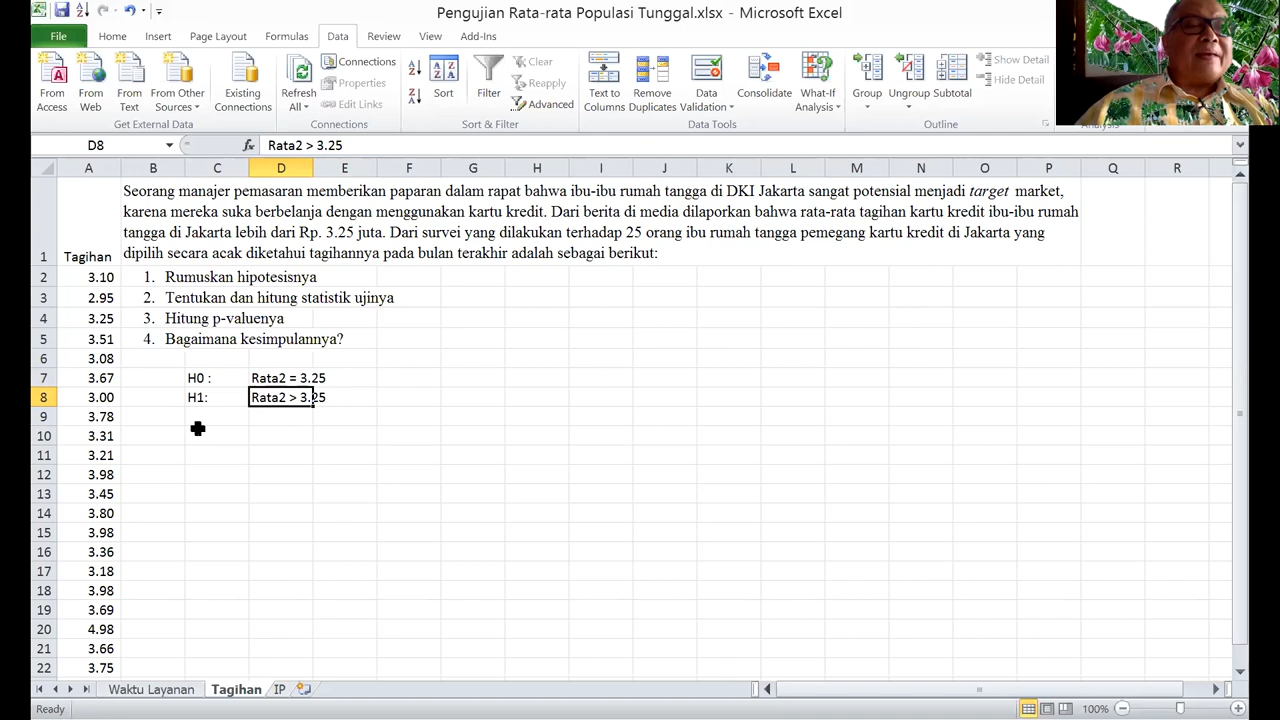 Pengujian Rata-rata Populasi Tunggal.xlsx - Microsoft Excel
File Home Insert Page Layout Formulas Data Review View Add-Ins
From Access From Web From Text From Other Sources Existing Connections Refresh All Connections Properties Edit Links Sort Filter Clear Reapply Advanced Text to Columns Remove Duplicates Data Validation Consolidate What-If Analysis Group Ungroup Subtotal Show Detail Hide Detail
Get External Data Connections Sort & Filter Data Tools Outline
D8 fx Rata2 > 3.25
A B C D E F G H I J K L M N O P Q R
Seorang manajer pemasaran memberikan paparan dalam rapat bahwa ibu-ibu rumah tangga di DKI Jakarta sangat potensial menjadi target market,
karena mereka suka berbelanja dengan menggunakan kartu kredit. Dari berita di media dilaporkan bahwa rata-rata tagihan kartu kredit ibu-ibu rumah
tangga di Jakarta lebih dari Rp. 3.25 juta. Dari survei yang dilakukan terhadap 25 orang ibu rumah tangga pemegang kartu kredit di Jakarta yang
1 Tagihan dipilih secara acak diketahui tagihannya pada bulan terakhir adalah sebagai berikut:
2 3.10 1. Rumuskan hipotesisnya
3 2.95 2. Tentukan dan hitung statistik ujinya
4 3.25 3. Hitung p-valuenya
5 3.51 4. Bagaimana kesimpulannya?
6 3.08
7 3.67 H0 : Rata2 = 3.25
8 3.00 H1: Rata2 > 3.25
9 3.78
10 3.31
11 3.21
12 3.98
13 3.45
14 3.80
15 3.98
16 3.36
17 3.18
18 3.98
19 3.69
20 4.98
21 3.66
22 3.75
Waktu Layanan Tagihan IP
Ready 100%